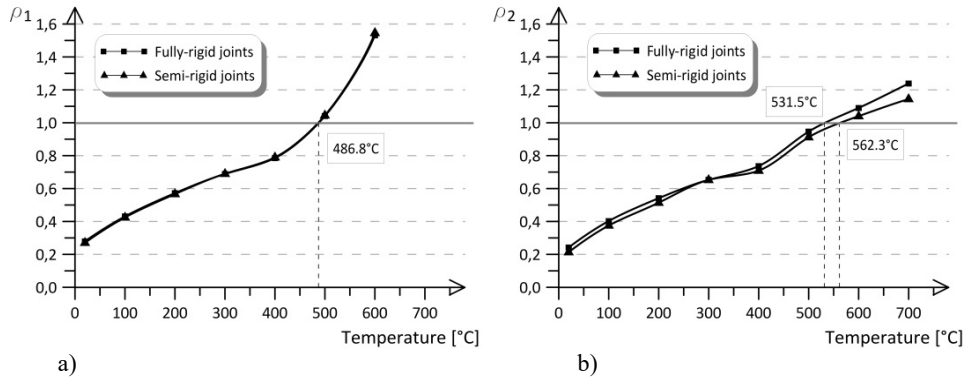 ρ1
1,6
1,4
1,2
1,0
0,8
0,6
0,4
0,2
0,0
Fully-rigid joints
Semi-rigid joints
486.8°C
0 100 200 300 400 500 600 700
Temperature [°C]
a)
ρ2
1,6
1,4
1,2
1,0
0,8
0,6
0,4
0,2
0,0
Fully-rigid joints
Semi-rigid joints
531.5°C
562.3°C
0 100 200 300 400 500 600 700
Temperature [°C]
b)